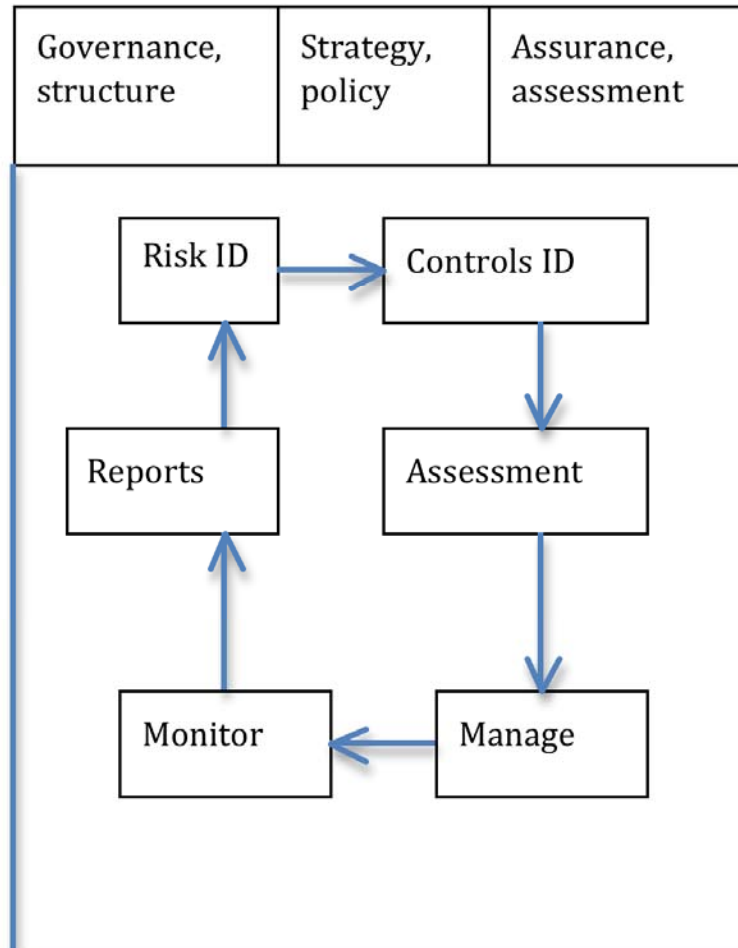 Governance,
structure
Strategy,
policy
Assurance,
assessment
Risk ID
Controls ID
Reports
Assessment
Monitor
Manage